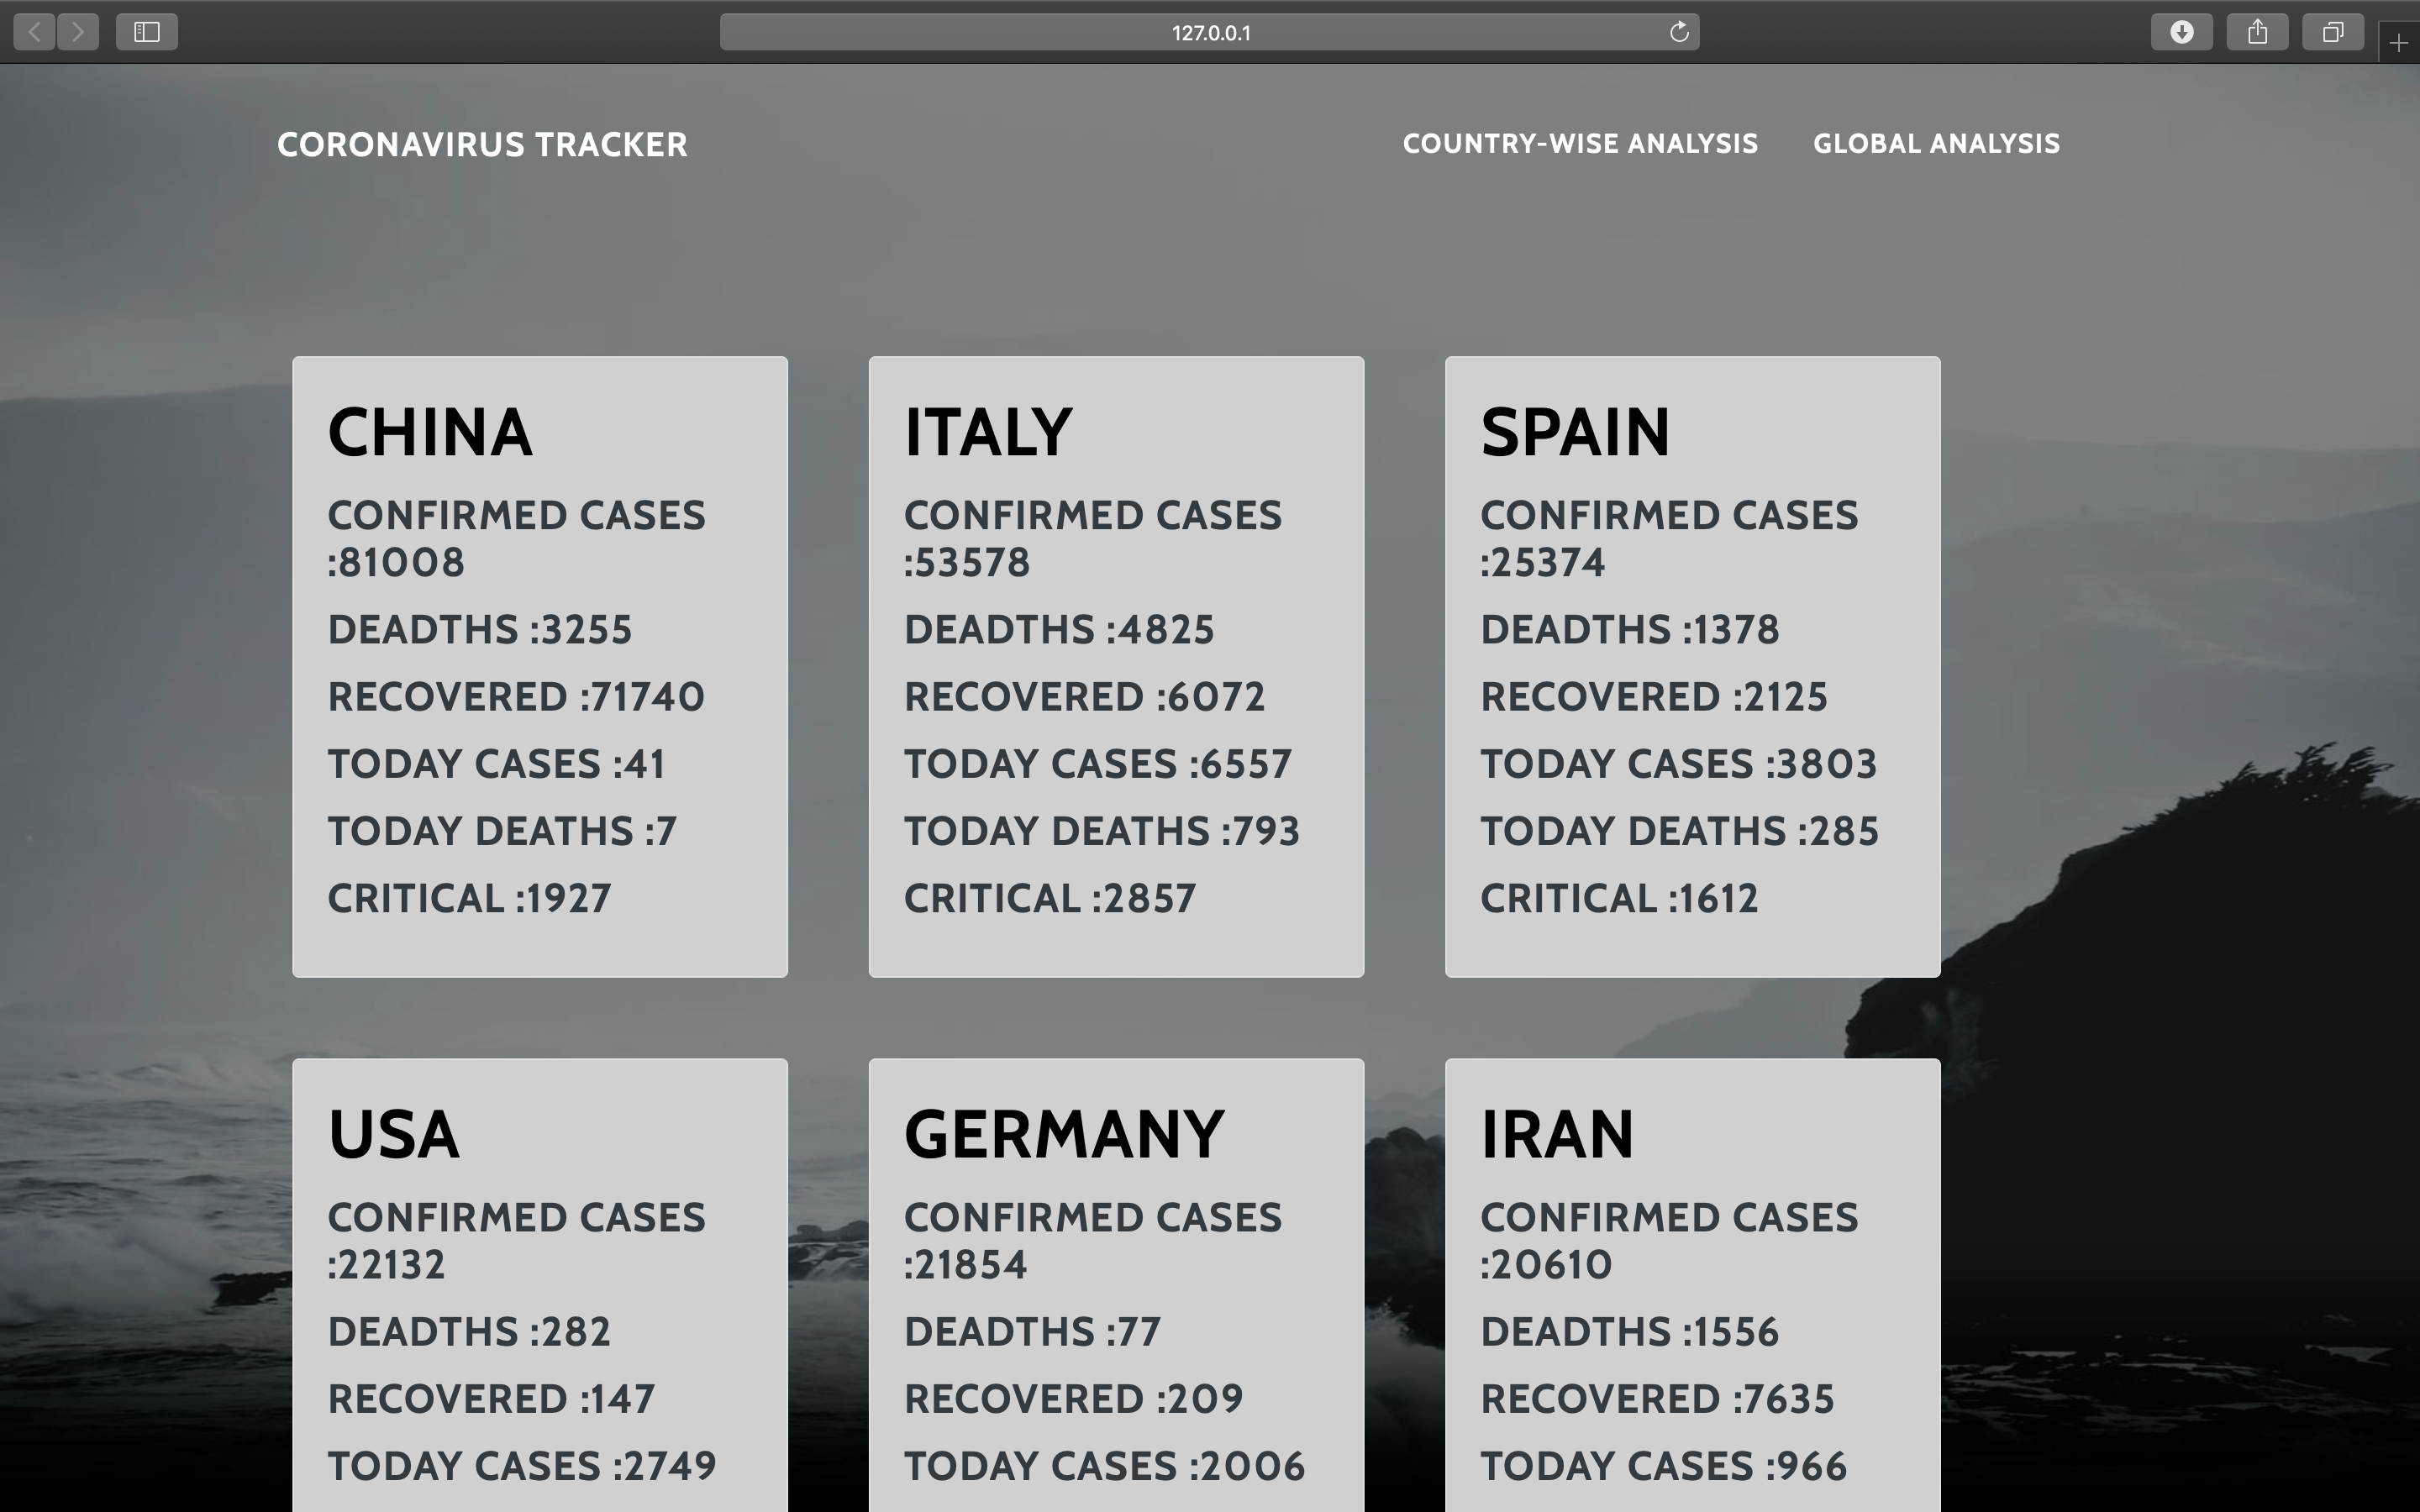 127.0.0.1
CORONAVIRUS TRACKER
COUNTRY-WISE ANALYSIS
GLOBAL ANALYSIS
CHINA
CONFIRMED CASES
:81008
DEADTHS :3255
RECOVERED :71740
TODAY CASES :41
TODAY DEATHS :7
CRITICAL :1927
ITALY
CONFIRMED CASES
:53578
DEADTHS :4825
RECOVERED :6072
TODAY CASES :6557
TODAY DEATHS :793
CRITICAL :2857
SPAIN
CONFIRMED CASES
:25374
DEADTHS :1378
RECOVERED :2125
TODAY CASES :3803
TODAY DEATHS :285
CRITICAL :1612
USA
CONFIRMED CASES
:22132
DEADTHS :282
RECOVERED :147
TODAY CASES :2749
GERMANY
CONFIRMED CASES
:21854
DEADTHS :77
RECOVERED :209
TODAY CASES :2006
IRAN
CONFIRMED CASES
:20610
DEADTHS :1556
RECOVERED :7635
TODAY CASES :966